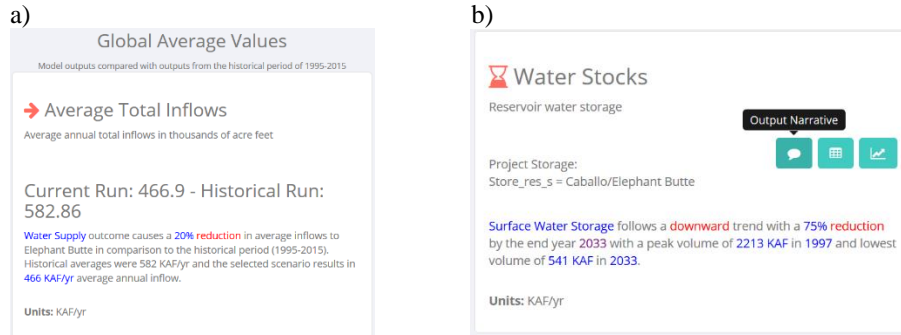 a)
Global Average Values
Model outputs compared with outputs from the historical period of 1995-2015
Average Total Inflows
Average annual total inflows in thousands of acre feet
Current Run: 466.9 - Historical Run:
582.86
Water Supply outcome causes a 20% reduction in average inflows to
Elephant Butte in comparison to the historical period (1995-2015).
Historical averages were 582 KAF/yr and the selected scenario results in
466 KAF/yr average annual inflow.
Units: KAF/yr
b)
Water Stocks
Reservoir water storage
Output Narrative
Project Storage:
Store_res_s = Caballo/Elephant Butte
Surface Water Storage follows a downward trend with a 75% reduction
by the end year 2033 with a peak volume of 2213 KAF in 1997 and lowest
volume of 541 KAF in 2033.
Units: KAF/yr